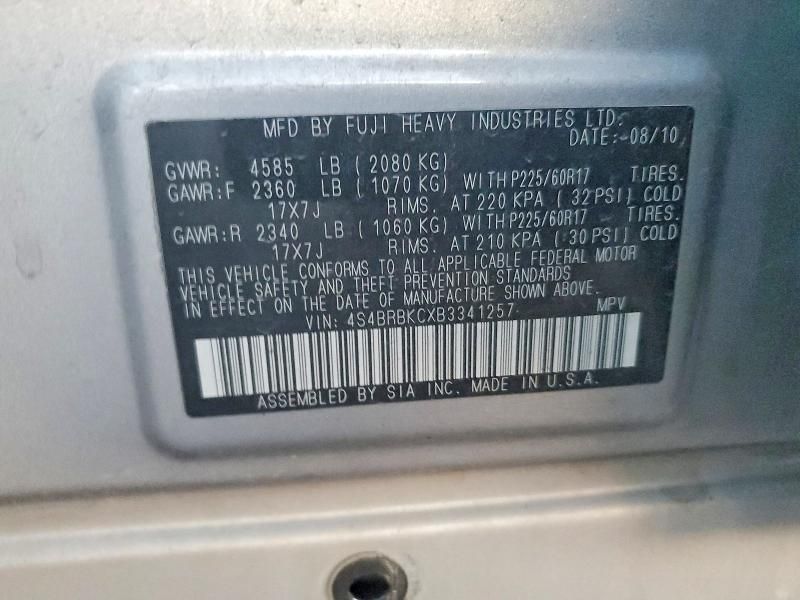 MFD BY FUJI HEAVY INDUSTRIES LTD.
DATE: 08/10
GVWR: 4585 LB ( 2080 KG)
GAWR:F 2360 LB ( 1070 KG) WITH P225/60R17 TIRES.
17X7J RIMS. AT 220 KPA ( 32 PSI) COLD
GAWR:R 2340 LB ( 1060 KG) WITH P225/60R17 TIRES.
17X7J RIMS. AT 210 KPA ( 30 PSI) COLD
THIS VEHICLE CONFORMS TO ALL APPLICABLE FEDERAL MOTOR
VEHICLE SAFETY AND THEFT PREVENTION STANDARDS
IN EFFECT ON THE DATE OF MANUFACTURE SHOWN ABOVE.
VIN: 4S4BRBKCXB3341257 MPV
ASSEMBLED BY SIA INC. MADE IN U.S.A.